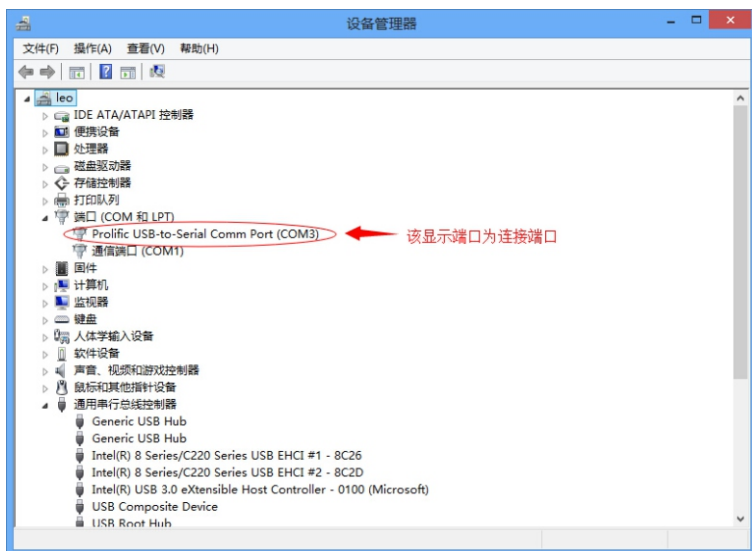 设备管理器
文件(F) 操作(A) 查看(V) 帮助(H)
leo
IDE ATA/ATAPI 控制器
便携设备
处理器
磁盘驱动器
存储控制器
打印队列
端口 (COM 和 LPT)
Prolific USB-to-Serial Comm Port (COM3) 该显示端口为连接端口
通信端口 (COM1)
固件
计算机
监视器
键盘
人体学输入设备
软件设备
声音、视频和游戏控制器
鼠标和其他指针设备
通用串行总线控制器
Generic USB Hub
Generic USB Hub
Intel(R) 8 Series/C220 Series USB EHCI #1 - 8C26
Intel(R) 8 Series/C220 Series USB EHCI #2 - 8C2D
Intel(R) USB 3.0 eXtensible Host Controller - 0100 (Microsoft)
USB Composite Device
USB Root Hub